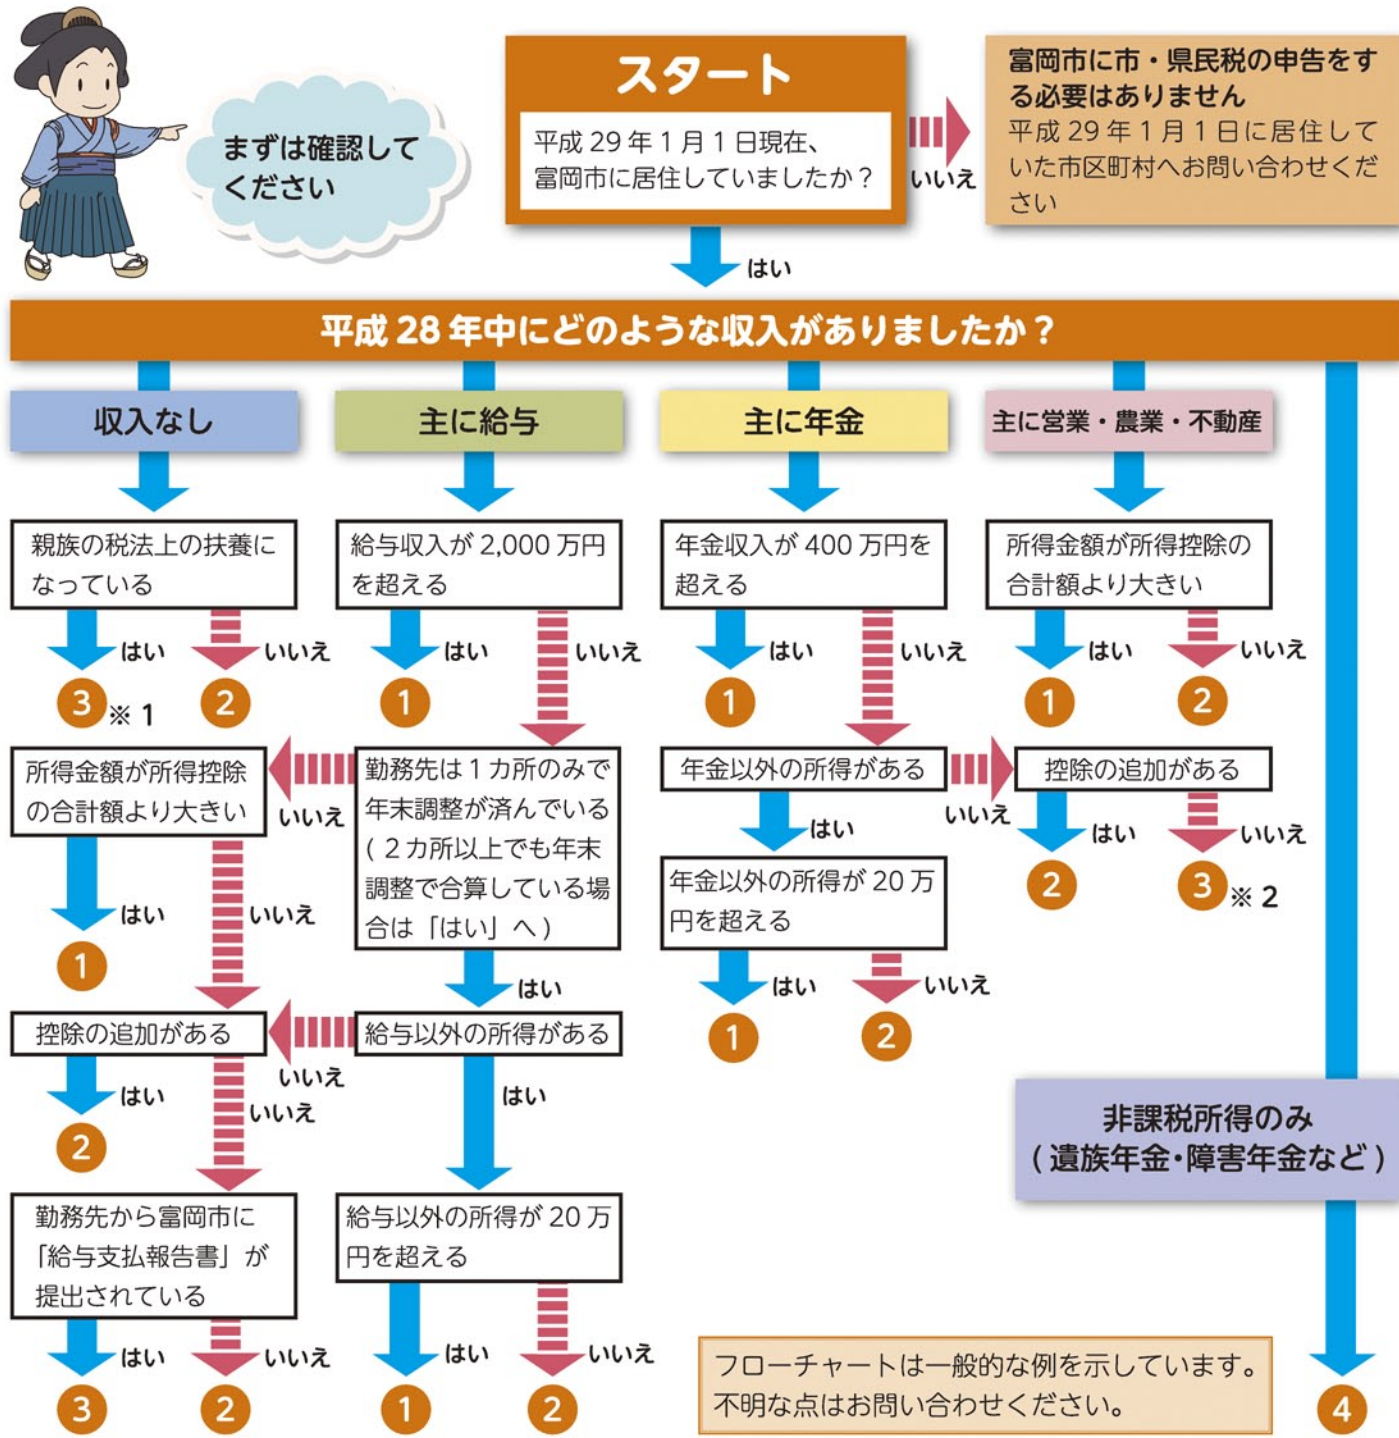 まずは確認して
ください
スタート
平成 29 年 1 月 1 日現在、
富岡市に居住していましたか？
いいえ
富岡市に市・県民税の申告をす
る必要はありません
平成 29 年 1 月 1 日に居住して
いた市区町村へお問い合わせくだ
さい
はい
平成 28 年中にどのような収入がありましたか？
収入なし
主に給与
主に年金
主に営業・農業・不動産
親族の税法上の扶養に
なっている
はい
いいえ
3 ※ 1
2
給与収入が 2,000 万円
を超える
はい
いいえ
1
年金収入が 400 万円を
超える
はい
いいえ
1
所得金額が所得控除の
合計額より大きい
はい
いいえ
1
2
所得金額が所得控除
の合計額より大きい
いいえ
はい
いいえ
1
勤務先は 1 カ所のみで
年末調整が済んでいる
( 2 カ所以上でも年末
調整で合算している場
合は「はい」へ )
はい
年金以外の所得がある
いいえ
はい
控除の追加がある
はい
いいえ
2
3 ※ 2
年金以外の所得が 20 万
円を超える
はい
いいえ
1
2
控除の追加がある
いいえ
はい
いいえ
2
給与以外の所得がある
はい
非課税所得のみ
( 遺族年金・障害年金など )
勤務先から富岡市に
「給与支払報告書」が
提出されている
はい
いいえ
3
2
給与以外の所得が 20 万
円を超える
はい
いいえ
1
2
フローチャートは一般的な例を示しています。
不明な点はお問い合わせください。
4